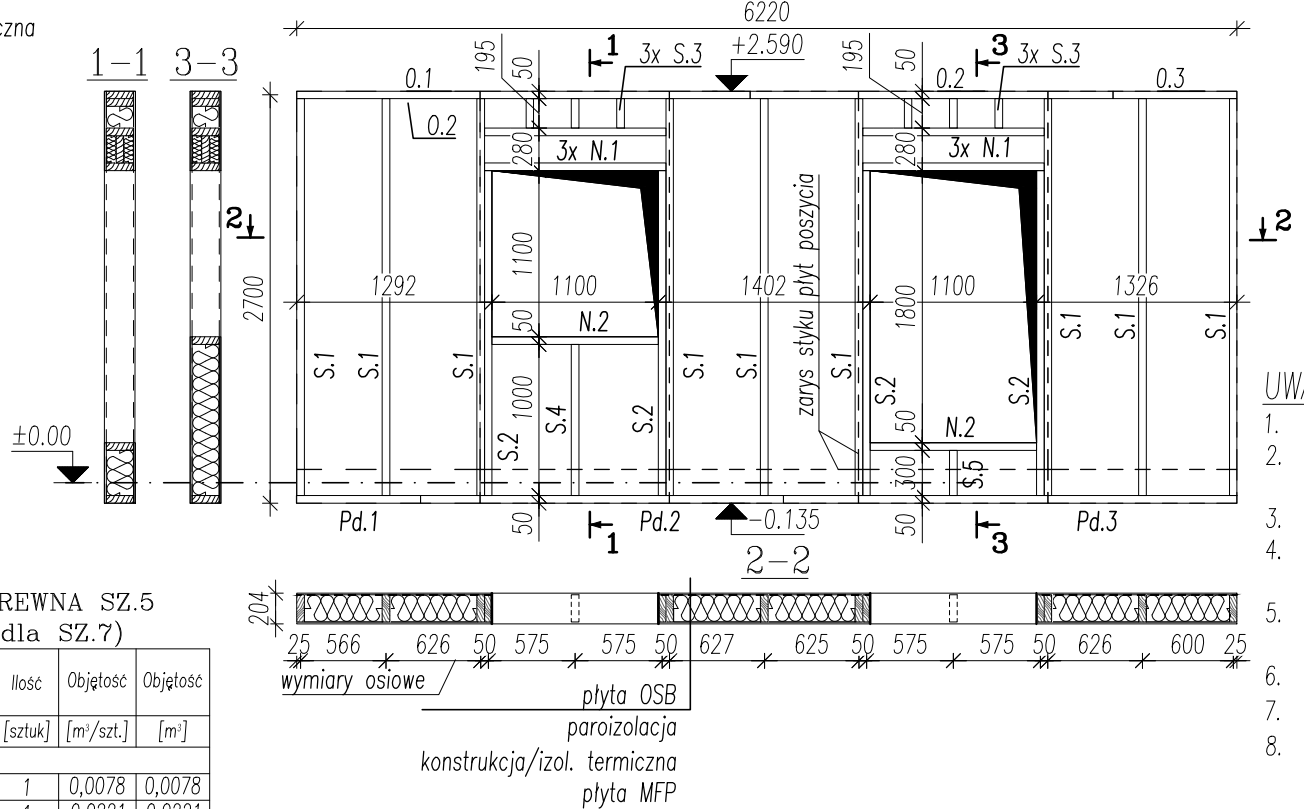 czna
1-1
3-3
6220
195
50
1
3x S.3
+2.590
195
50
3
0.2
3x S.3
0.1
0.3
0.2
280
3x N.1
280
3x N.1
2
2
2700
1100
zarys styku płyt poszycia
1800
1292
1100
1402
1100
1326
50
N.2
S.1
S.1
S.1
S.1
S.1
S.1
S.1
S.1
S.1
S.2
S.2
1000
S.4
S.2
S.2
50
N.2
300
S.5
±0.00
UWA
1.
2.
3.
4.
5.
6.
7.
8.
Pd.1
50
1
Pd.2
-0.135
50
3
Pd.3
2-2
204
25
566
626
50
575
575
50
627
625
50
575
575
50
626
600
25
wymiary osiowe
płyta OSB
paroizolacja
konstrukcja/izol. termiczna
płyta MFP
REWNA SZ.5
dla SZ.7)
Ilość
Objętość
Objętość
[sztuk]
[m³/szt.]
[m³]
1
0,0078
0,0078